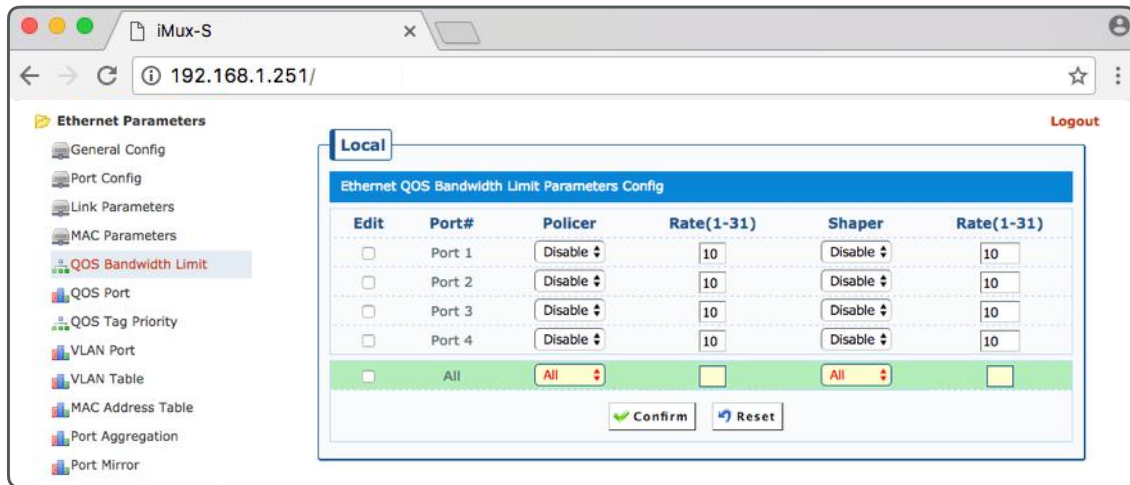 iMux-S
192.168.1.251/
Ethernet Parameters
General Config
Port Config
Link Parameters
MAC Parameters
QOS Bandwidth Limit
QOS Port
QOS Tag Priority
VLAN Port
VLAN Table
MAC Address Table
Port Aggregation
Port Mirror
Logout
Local
Ethernet QOS Bandwidth Limit Parameters Config
Edit Port# Policer Rate(1-31) Shaper Rate(1-31)
Port 1 Disable 10 Disable 10
Port 2 Disable 10 Disable 10
Port 3 Disable 10 Disable 10
Port 4 Disable 10 Disable 10
All All All
Confirm Reset